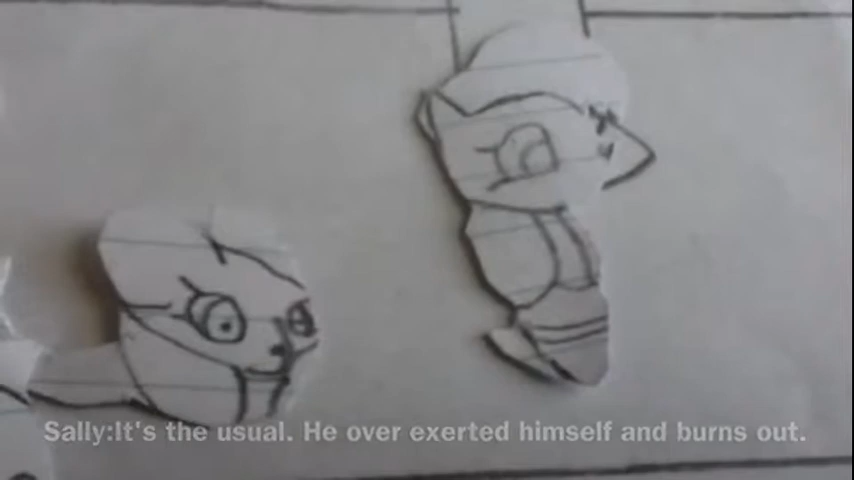 Sally:It's the usual. He over exerted himself and burns out.